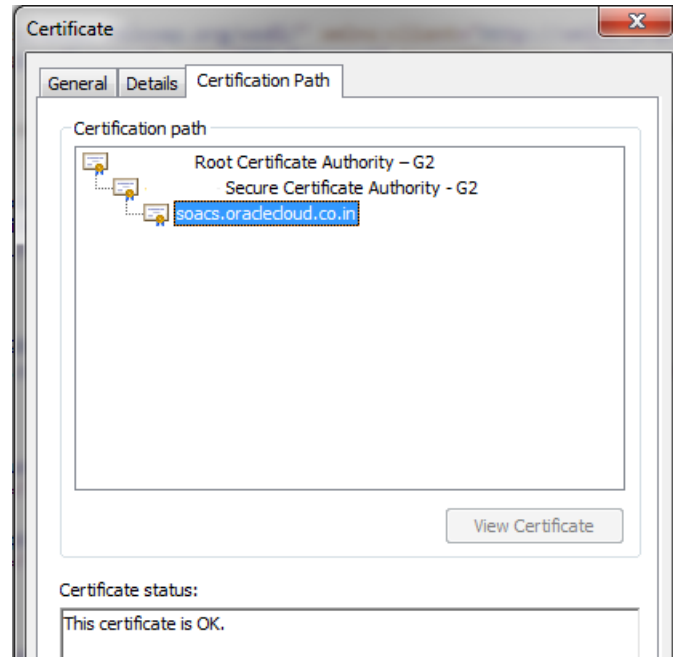 Certificate
General Details Certification Path
Certification path
Root Certificate Authority – G2
Secure Certificate Authority - G2
soacs.oraclecloud.co.in
View Certificate
Certificate status:
This certificate is OK.